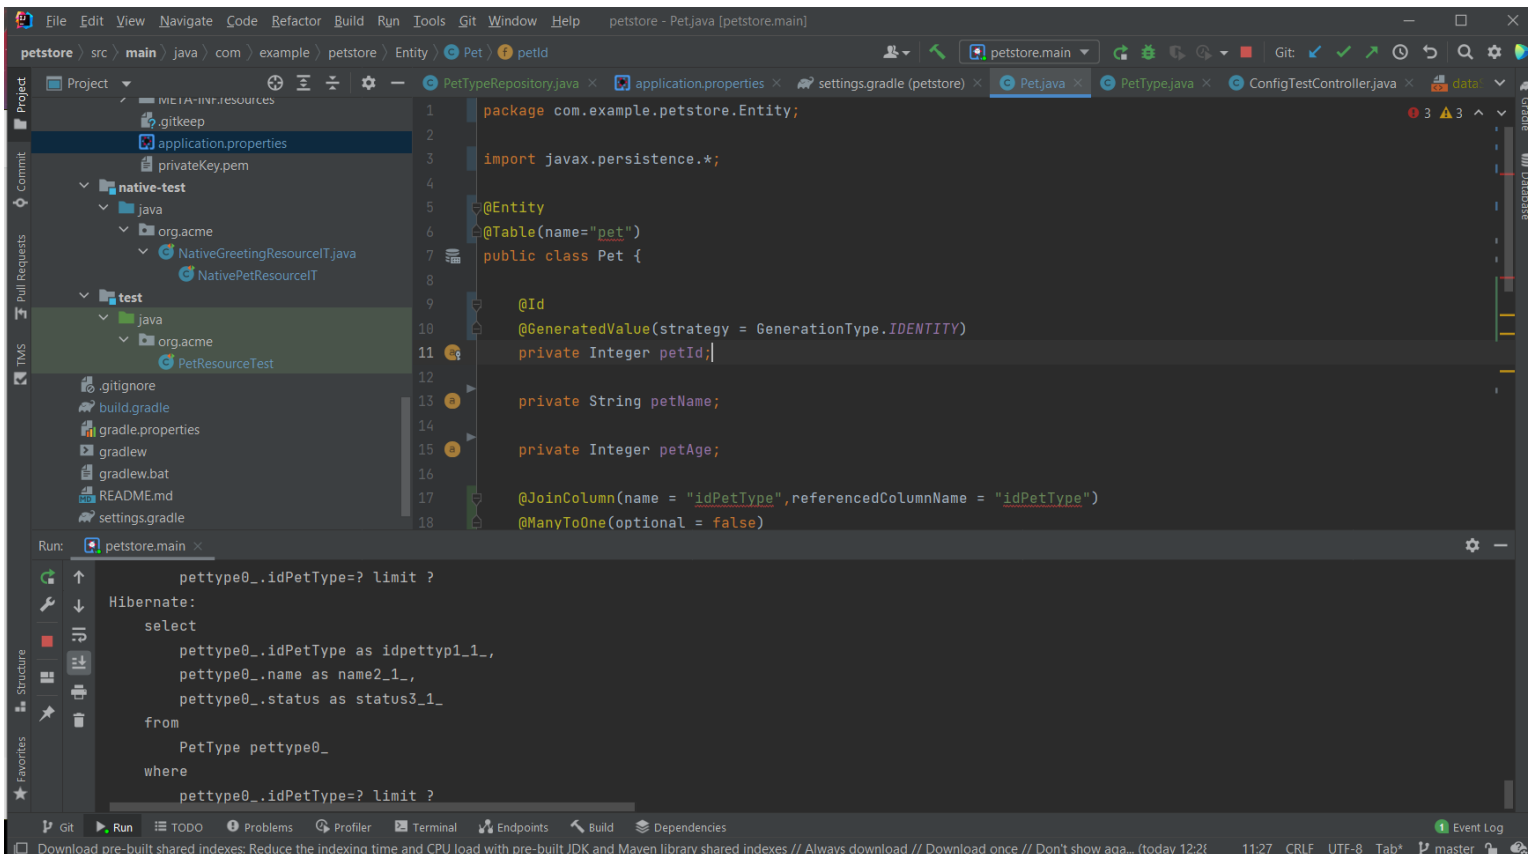 File Edit View Navigate Code Refactor Build Run Tools Git Window Help petstore - Pet.java [petstore.main]
petstore src main java com example petstore Entity Pet petId petstore.main Git:
Project PetTypeRepository.java application.properties settings.gradle (petstore) Pet.java PetType.java ConfigTestController.java data
META-INF.resources
.gitkeep
application.properties
privateKey.pem
native-test
java
org.acme
NativeGreetingResourceIT.java
NativePetResourceIT
test
java
org.acme
PetResourceTest
.gitignore
build.gradle
gradle.properties
gradlew
gradlew.bat
README.md
settings.gradle
Project
Commit
Pull Requests
TMS
Structure
Favorites
1 package com.example.petstore.Entity;
2
3 import javax.persistence.*;
4
5 @Entity
6 @Table(name="pet")
7 public class Pet {
8
9 @Id
10 @GeneratedValue(strategy = GenerationType.IDENTITY)
11 private Integer petId;
12
13 private String petName;
14
15 private Integer petAge;
16
17 @JoinColumn(name = "idPetType",referencedColumnName = "idPetType")
18 @ManyToOne(optional = false)
3 3
Gradle
Database
Run: petstore.main
pettype0_.idPetType=? limit ?
Hibernate:
select
pettype0_.idPetType as idpettyp1_1_,
pettype0_.name as name2_1_,
pettype0_.status as status3_1_
from
PetType pettype0_
where
pettype0_.idPetType=? limit ?
Git Run TODO Problems Profiler Terminal Endpoints Build Dependencies 1 Event Log
Download pre-built shared indexes: Reduce the indexing time and CPU load with pre-built JDK and Maven library shared indexes // Always download // Download once // Don't show aga... (today 12:28 11:27 CRLF UTF-8 Tab* master